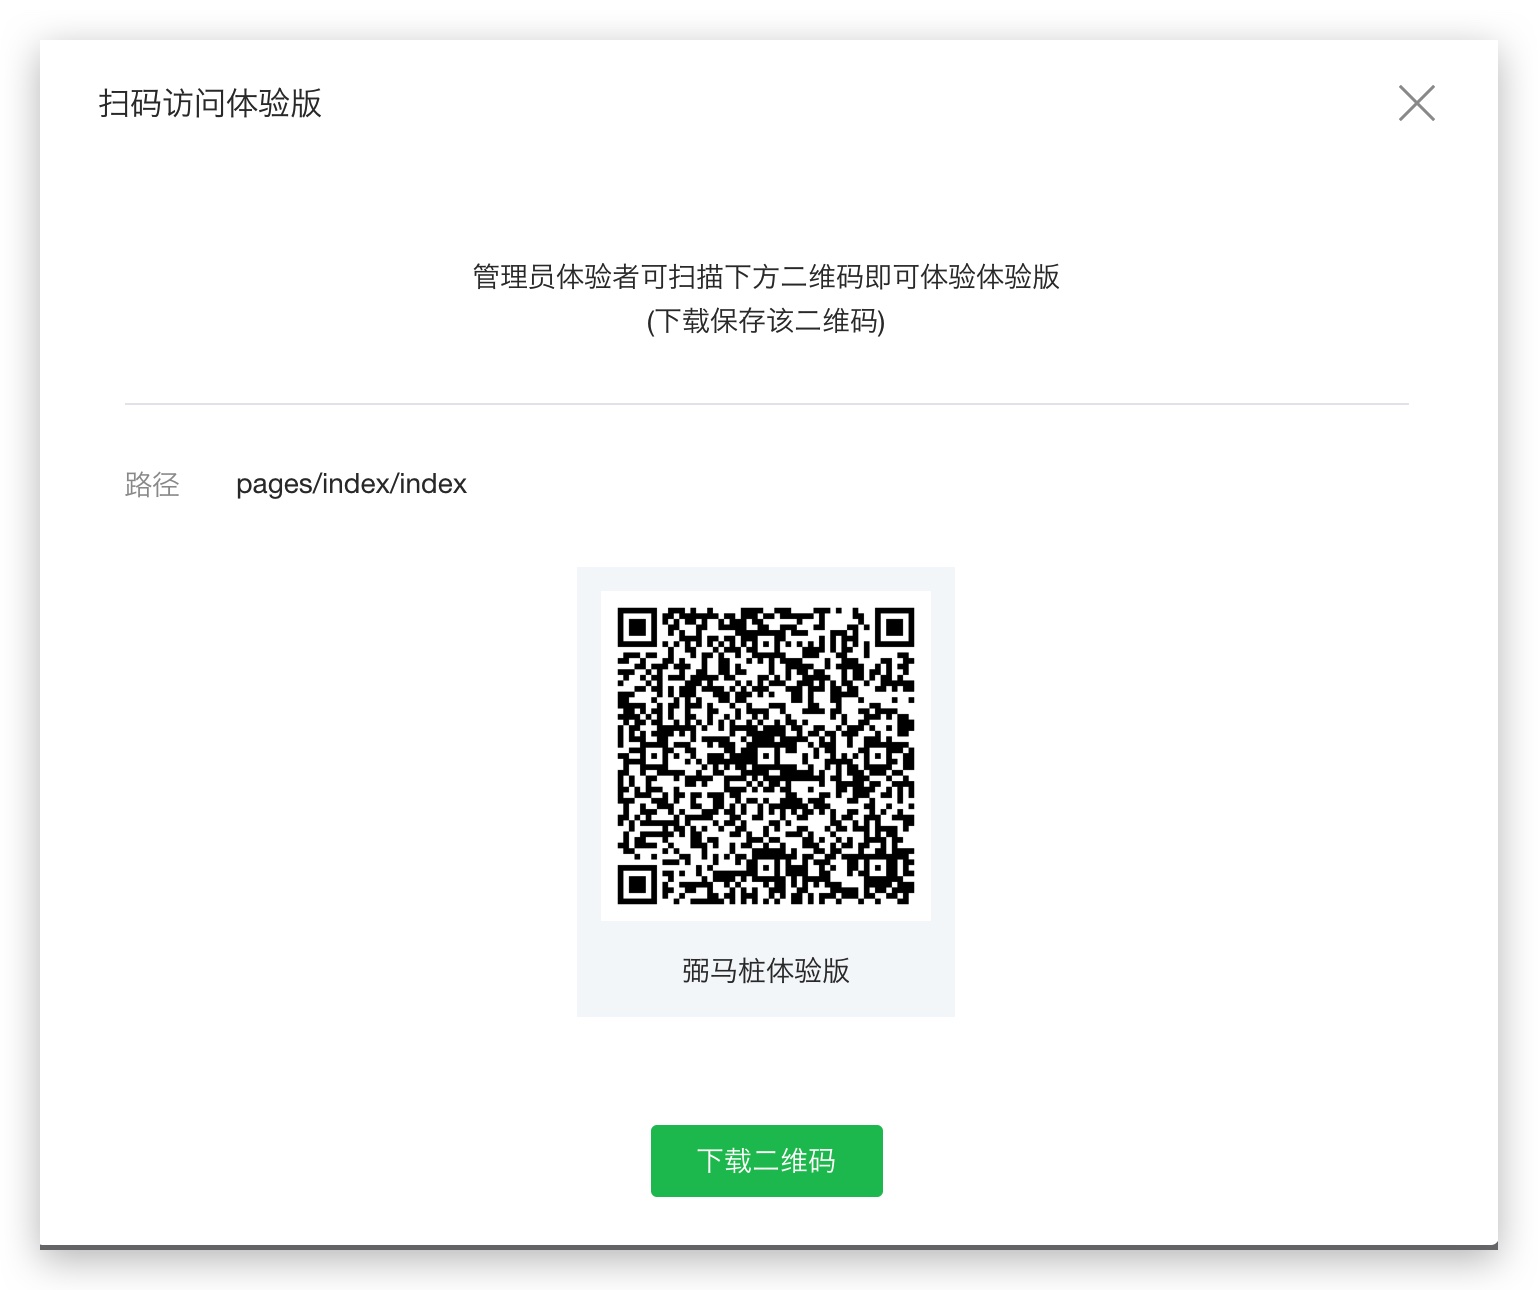 扫码访问体验版
管理员体验者可扫描下方二维码即可体验体验版
(下载保存该二维码)
路径 pages/index/index
弼马桩体验版
下载二维码